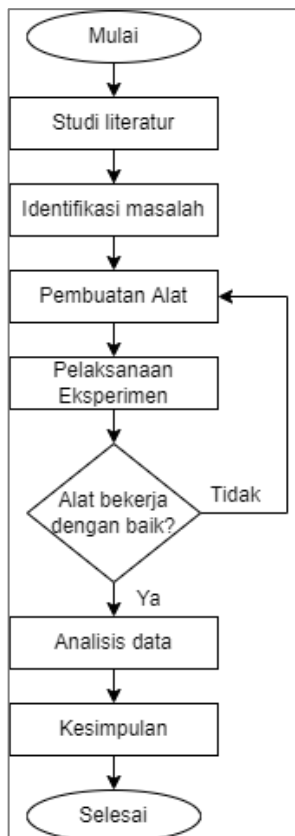 Mulai
Studi literatur
Identifikasi masalah
Pembuatan Alat
Pelaksanaan
Eksperimen
Alat bekerja
dengan baik?
Tidak
Ya
Analisis data
Kesimpulan
Selesai